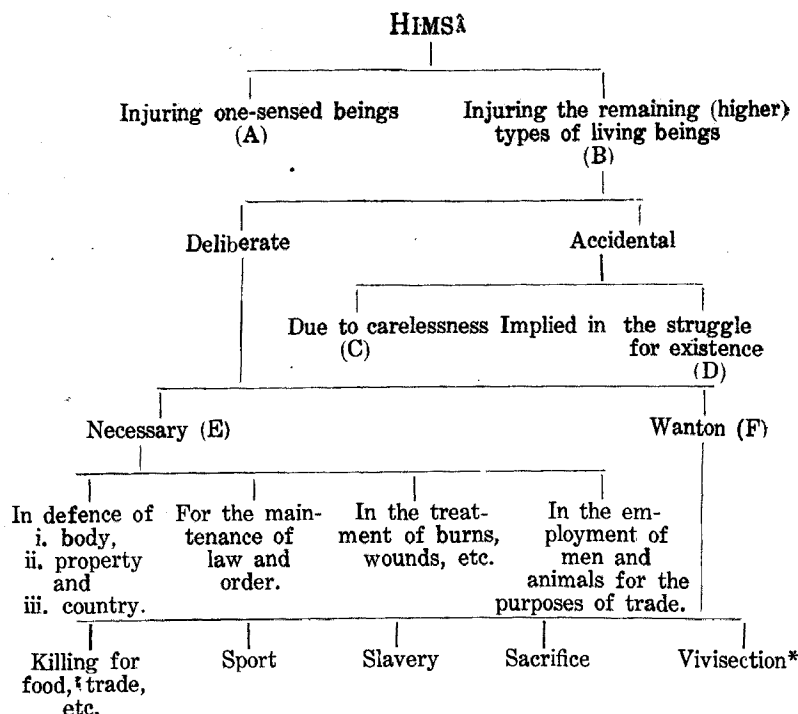 HIMSÂ
Injuring one-sensed beings
(A)
Injuring the remaining (higher)
types of living beings
(B)
Deliberate
Accidental
Due to carelessness
(C)
Implied in the struggle
for existence
(D)
Necessary (E)
Wanton (F)
In defence of
i. body,
ii. property
and
iii. country.
For the main-
tenance of
law and
order.
In the treat-
ment of burns,
wounds, etc.
In the em-
ployment of
men and
animals for the
purposes of trade.
Killing for
food, trade,
etc.
Sport
Slavery
Sacrifice
Vivisection*